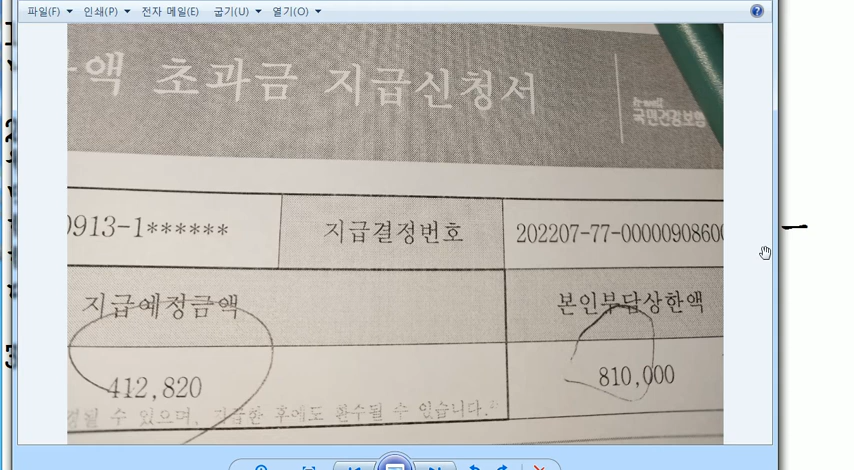 파일(F) 인쇄(P) 전자 메일(E) 굽기(U) 열기(O)
액 초과금 지급신청서
h·well
국민건강보험
0913-1****** 지급결정번호 202207-77-0000090860
지급예정금액 본인부담상한액
412,820 810,000
수 있으며, 지급한 후에도 환수될 수 있습니다.